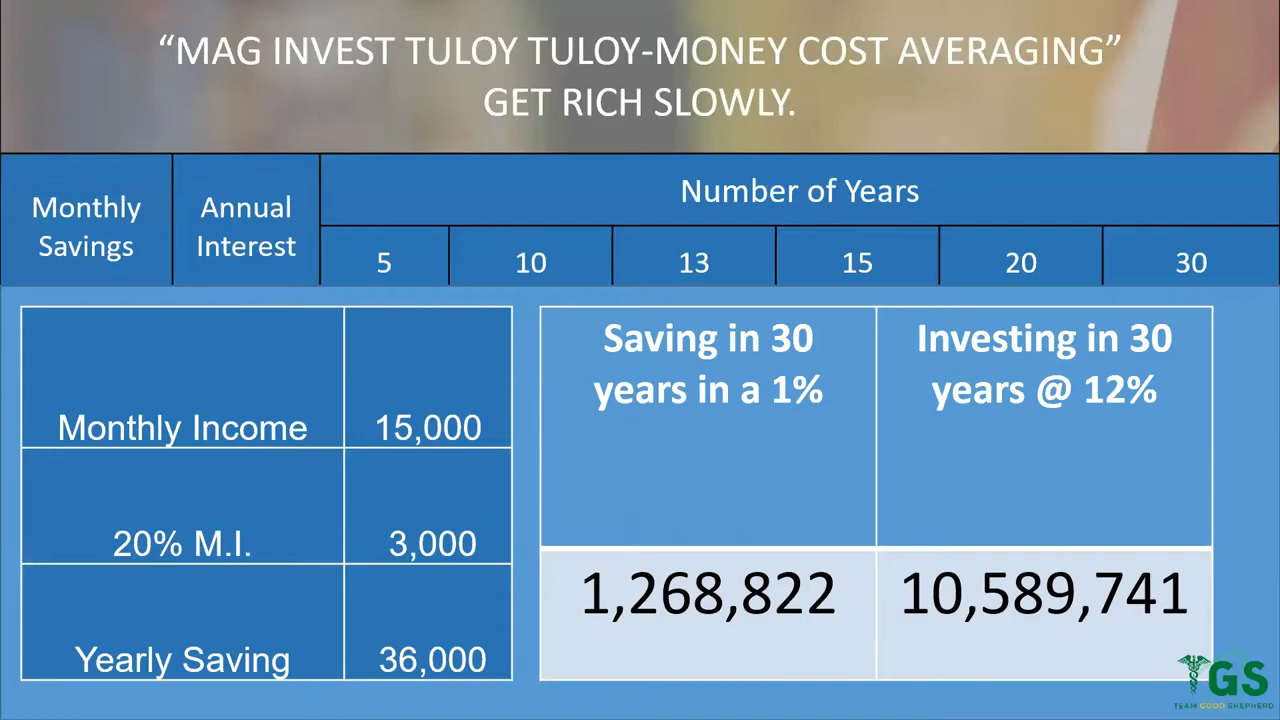 “MAG INVEST TULOY TULOY-MONEY COST AVERAGING”
GET RICH SLOWLY.
Monthly
Savings
Annual
Interest
Number of Years
5 10 13 15 20 30
Monthly Income 15,000
20% M.I. 3,000
Yearly Saving 36,000
Saving in 30
years in a 1%
Investing in 30
years @ 12%
1,268,822 10,589,741
GS
TEAM GOOD SHEPHERD